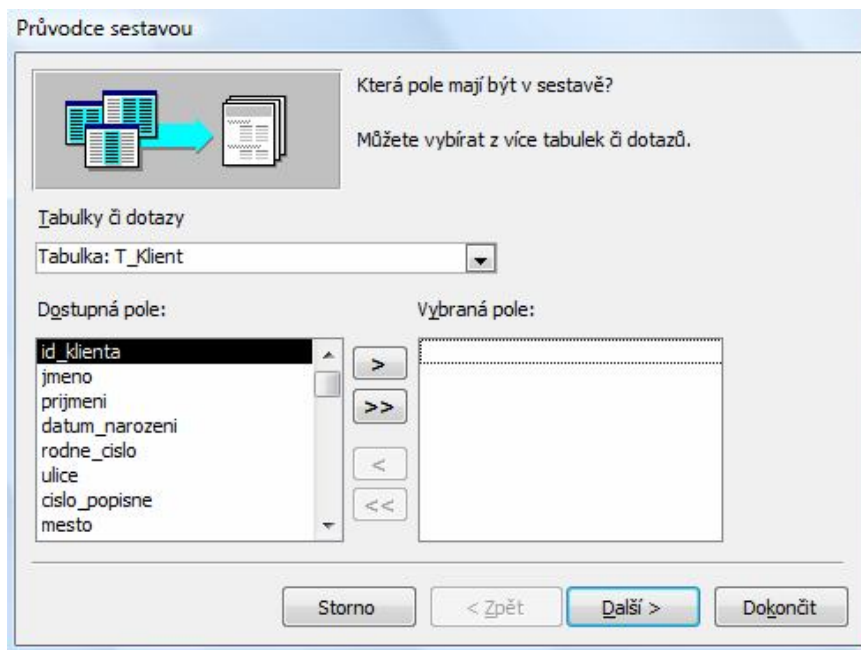 Průvodce sestavou
Která pole mají být v sestavě?
Můžete vybírat z více tabulek či dotazů.
Tabulky či dotazy
Tabulka: T_Klient
Dostupná pole:
Vybraná pole:
id_klienta
jmeno
prijmeni
datum_narozeni
rodne_cislo
ulice
cislo_popisne
mesto
>
>>
<
<<
Storno
< Zpět
Další >
Dokončit